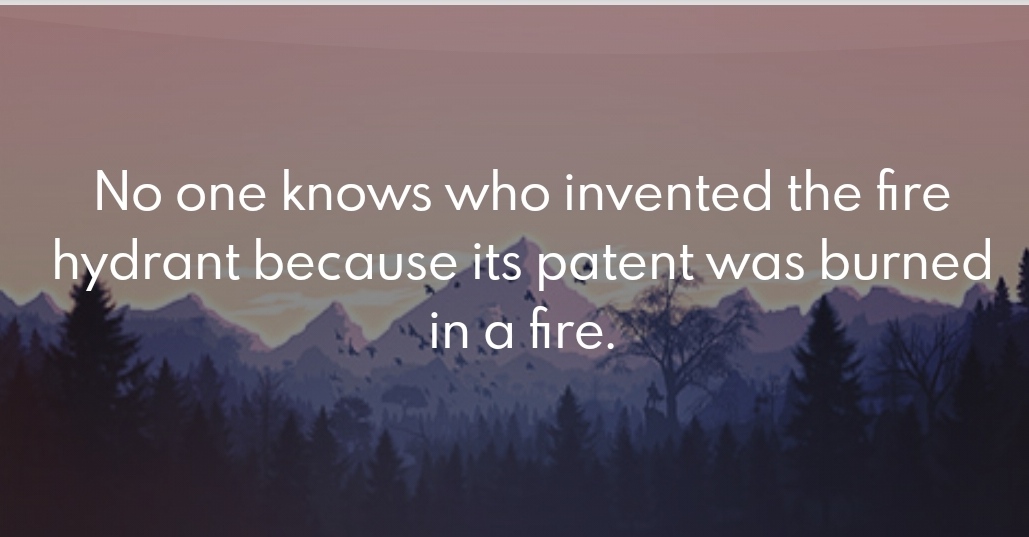 No one knows who invented the fire
hydrant because its patent was burned
in a fire.